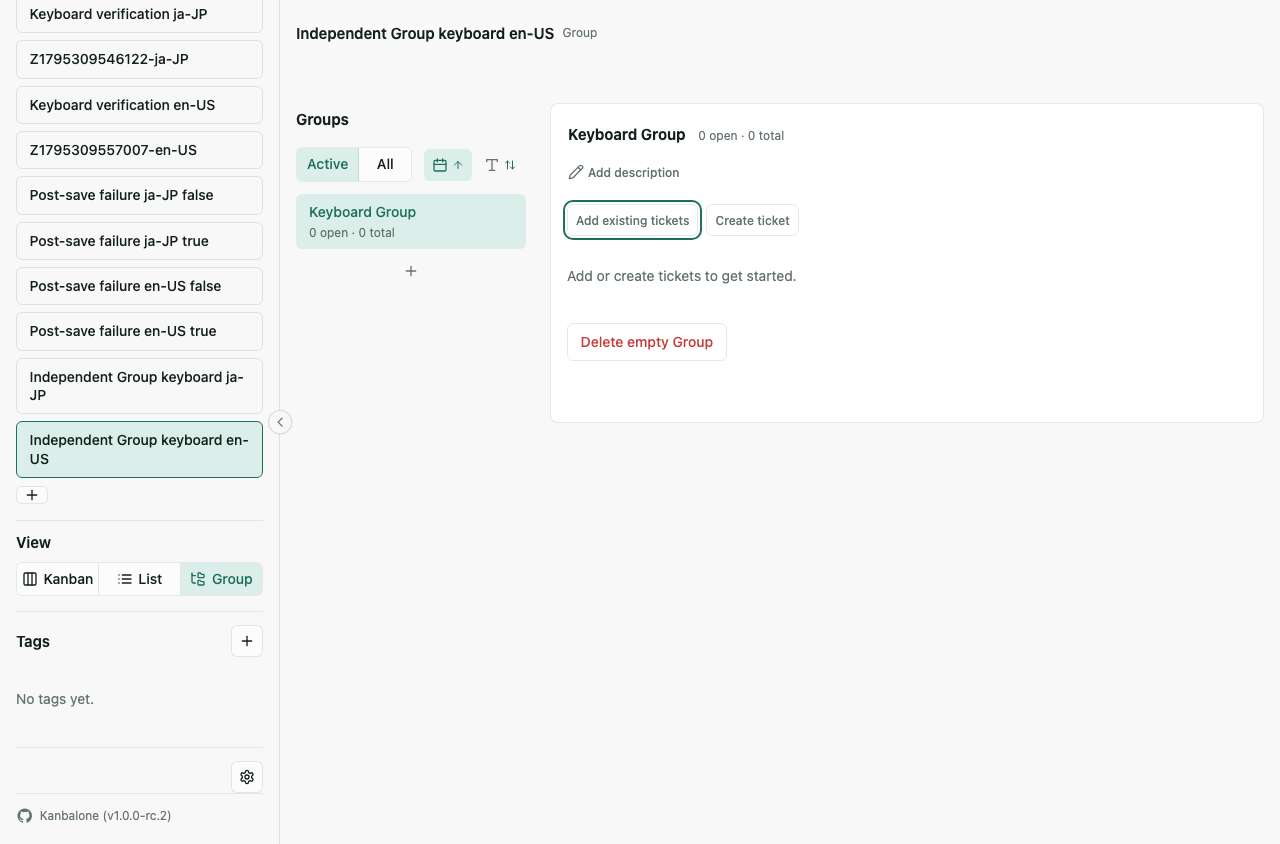 Keyboard verification ja-JP
Z1795309546122-ja-JP
Keyboard verification en-US
Z1795309557007-en-US
Post-save failure ja-JP false
Post-save failure ja-JP true
Post-save failure en-US false
Post-save failure en-US true
Independent Group keyboard ja-
JP
Independent Group keyboard en-
US
View
Kanban
List
Group
Tags
No tags yet.
Kanbalone (v1.0.0-rc.2)
Independent Group keyboard en-US Group
Groups
Active
All
Keyboard Group
0 open · 0 total
Keyboard Group 0 open · 0 total
Add description
Add existing tickets
Create ticket
Add or create tickets to get started.
Delete empty Group